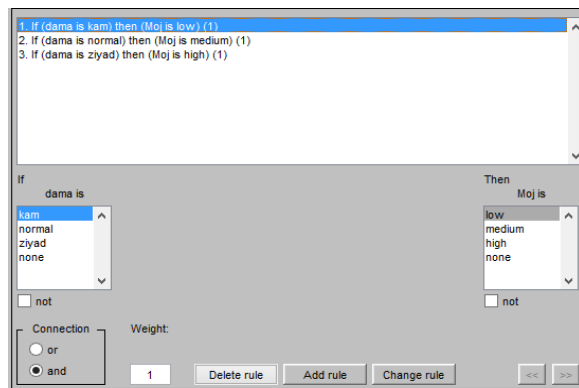 1. If (dama is kam) then (Moj is low) (1)
2. If (dama is normal) then (Moj is medium) (1)
3. If (dama is ziyad) then (Moj is high) (1)
If
dama is
Then
Moj is
kam
normal
ziyad
none
low
medium
high
none
not
not
Connection
or
and
Weight:
1
Delete rule
Add rule
Change rule
<<
>>